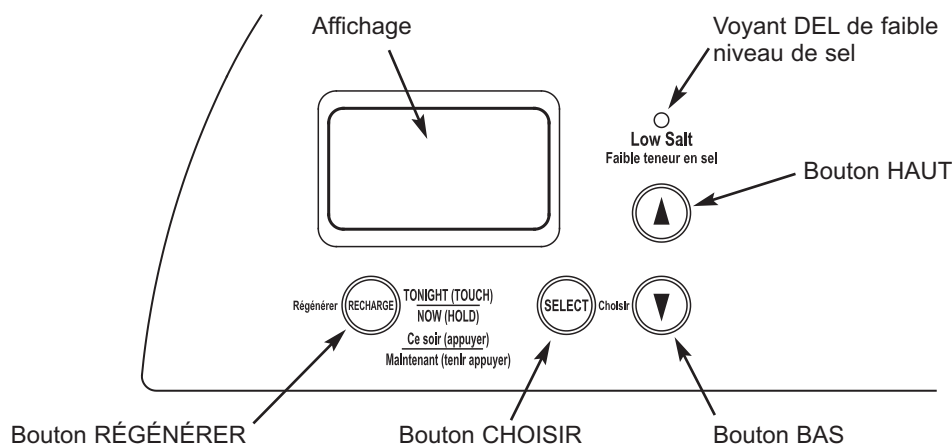 Affichage
Voyant DEL de faible
niveau de sel
Low Salt
Faible teneur en sel
Bouton HAUT
Régénérer
RECHARGE
TONIGHT (TOUCH)
NOW (HOLD)
Ce soir (appuyer)
Maintenant (tenir appuyer)
SELECT
Choisir
Bouton RÉGÉNÉRER
Bouton CHOISIR
Bouton BAS